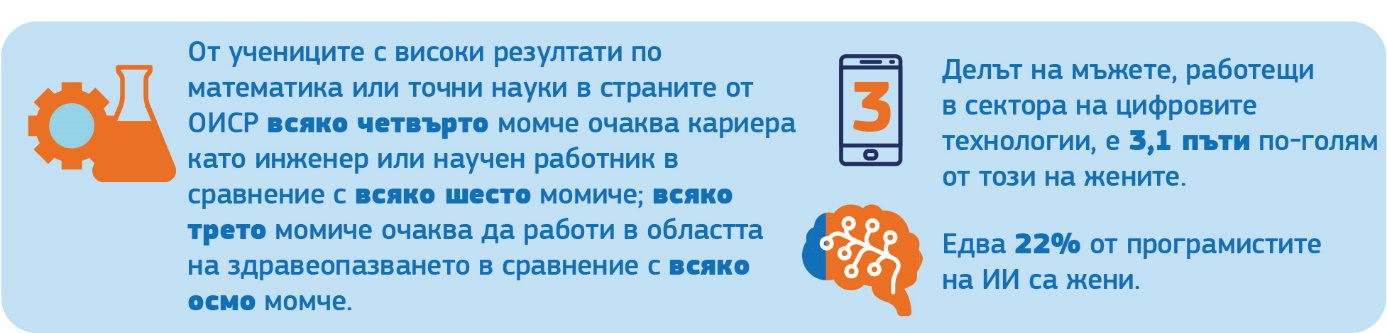 От учениците с високи резултати по
математика или точни науки в страните от
ОИСР всяко четвърто момче очаква кариера
като инженер или научен работник в
сравнение с всяко шесто момиче; всяко
трето момиче очаква да работи в областта
на здравеопазването в сравнение с всяко
осмо момче.
3
Делът на мъжете, работещи
в сектора на цифровите
технологии, е 3,1 пъти по-голям
от този на жените.
Едва 22% от програмистите
на ИИ са жени.